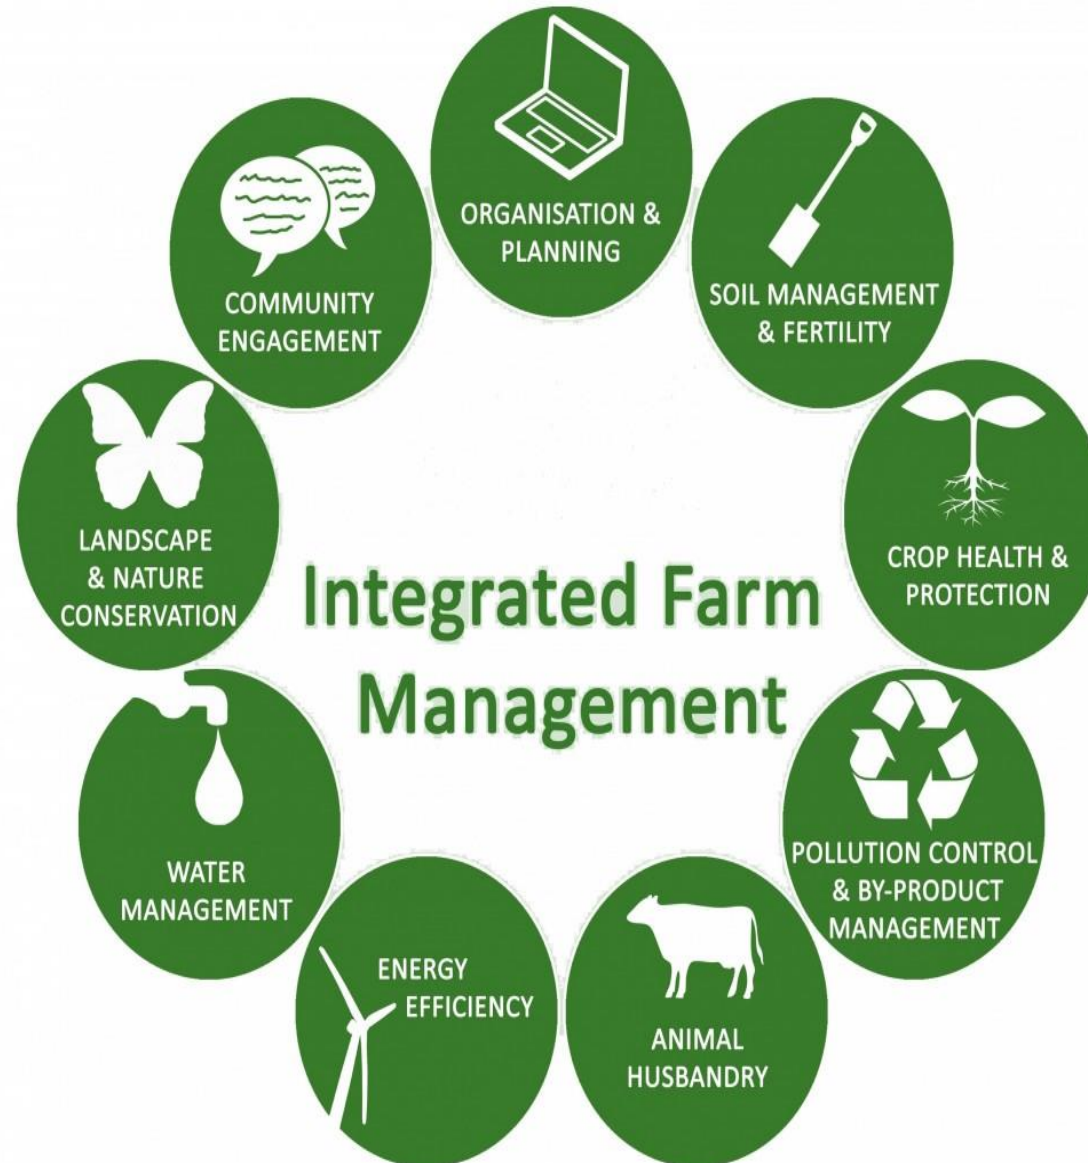 ORGANISATION &
PLANNING
SOIL MANAGEMENT
& FERTILITY
CROP HEALTH &
PROTECTION
POLLUTION CONTROL
& BY-PRODUCT
MANAGEMENT
ANIMAL
HUSBANDRY
ENERGY
EFFICIENCY
WATER
MANAGEMENT
LANDSCAPE
& NATURE
CONSERVATION
COMMUNITY
ENGAGEMENT
Integrated Farm
Management